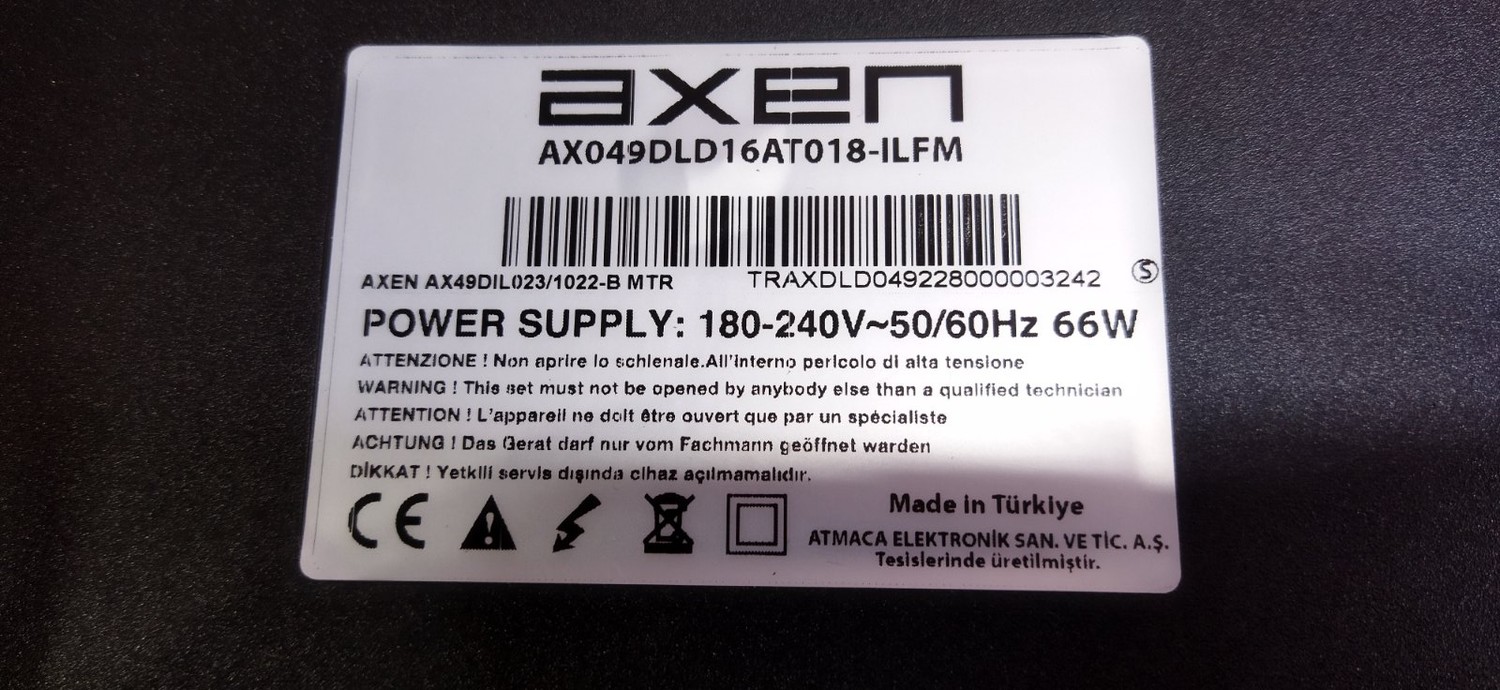 axen
AX049DLD16AT018-ILFM
AXEN AX49DIL023/1022-B MTR TRAXDLD049228000003242 S
POWER SUPPLY: 180-240V~50/60Hz 66W
ATTENZIONE ! Non aprire lo schienale.All'interno pericolo di alta tensione
WARNING ! This set must not be opened by anybody else than a qualified technician
ATTENTION ! L'appareil ne doit être ouvert que par un spécialiste
ACHTUNG ! Das Gerat darf nur vom Fachmann geöffnet warden
DİKKAT ! Yetkili servis dışında cihaz açılmamalıdır.
CE
Made in Türkiye
ATMACA ELEKTRONİK SAN. VE TİC. A.Ş.
Tesislerinde üretilmiştir.